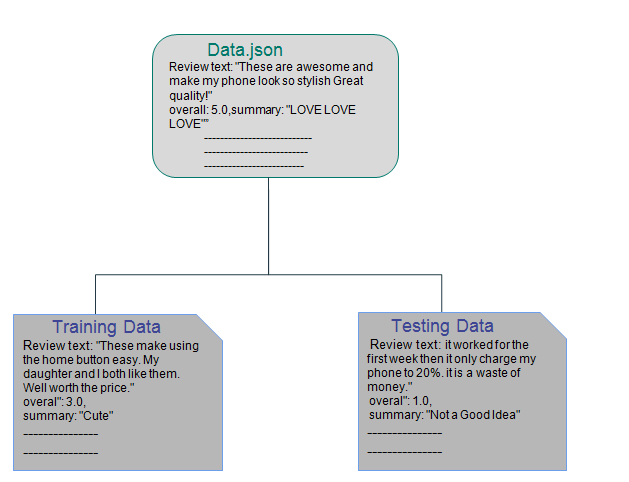 Data.json
Review text: "These are awesome and
make my phone look so stylish Great
quality!"
overall: 5.0,summary: "LOVE LOVE
LOVE""
---------------------------
--------------------------
-------------------------
Training Data
Review text: "These make using
the home button easy. My
daughter and I both like them.
Well worth the price."
overal": 3.0,
summary: "Cute"
---------------
---------------
Testing Data
Review text: it worked for the
first week then it only charge my
phone to 20%. it is a waste of
money."
overal": 1.0,
summary: "Not a Good Idea"
---------------
---------------